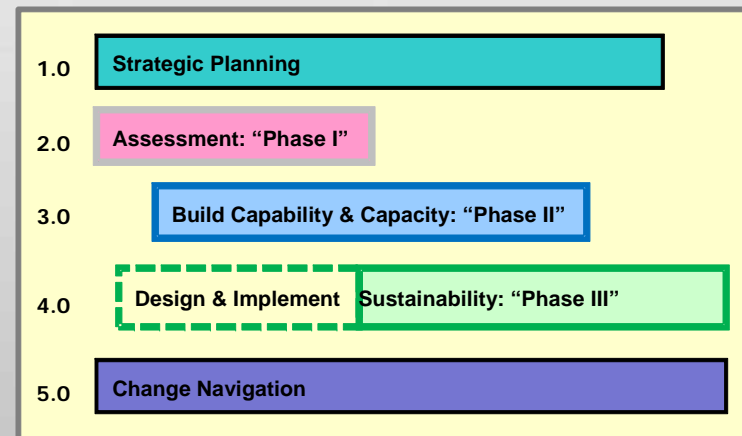 1.0 Strategic Planning
2.0 Assessment: “Phase I”
3.0 Build Capability & Capacity: “Phase II”
4.0 Design & Implement Sustainability: “Phase III”
5.0 Change Navigation